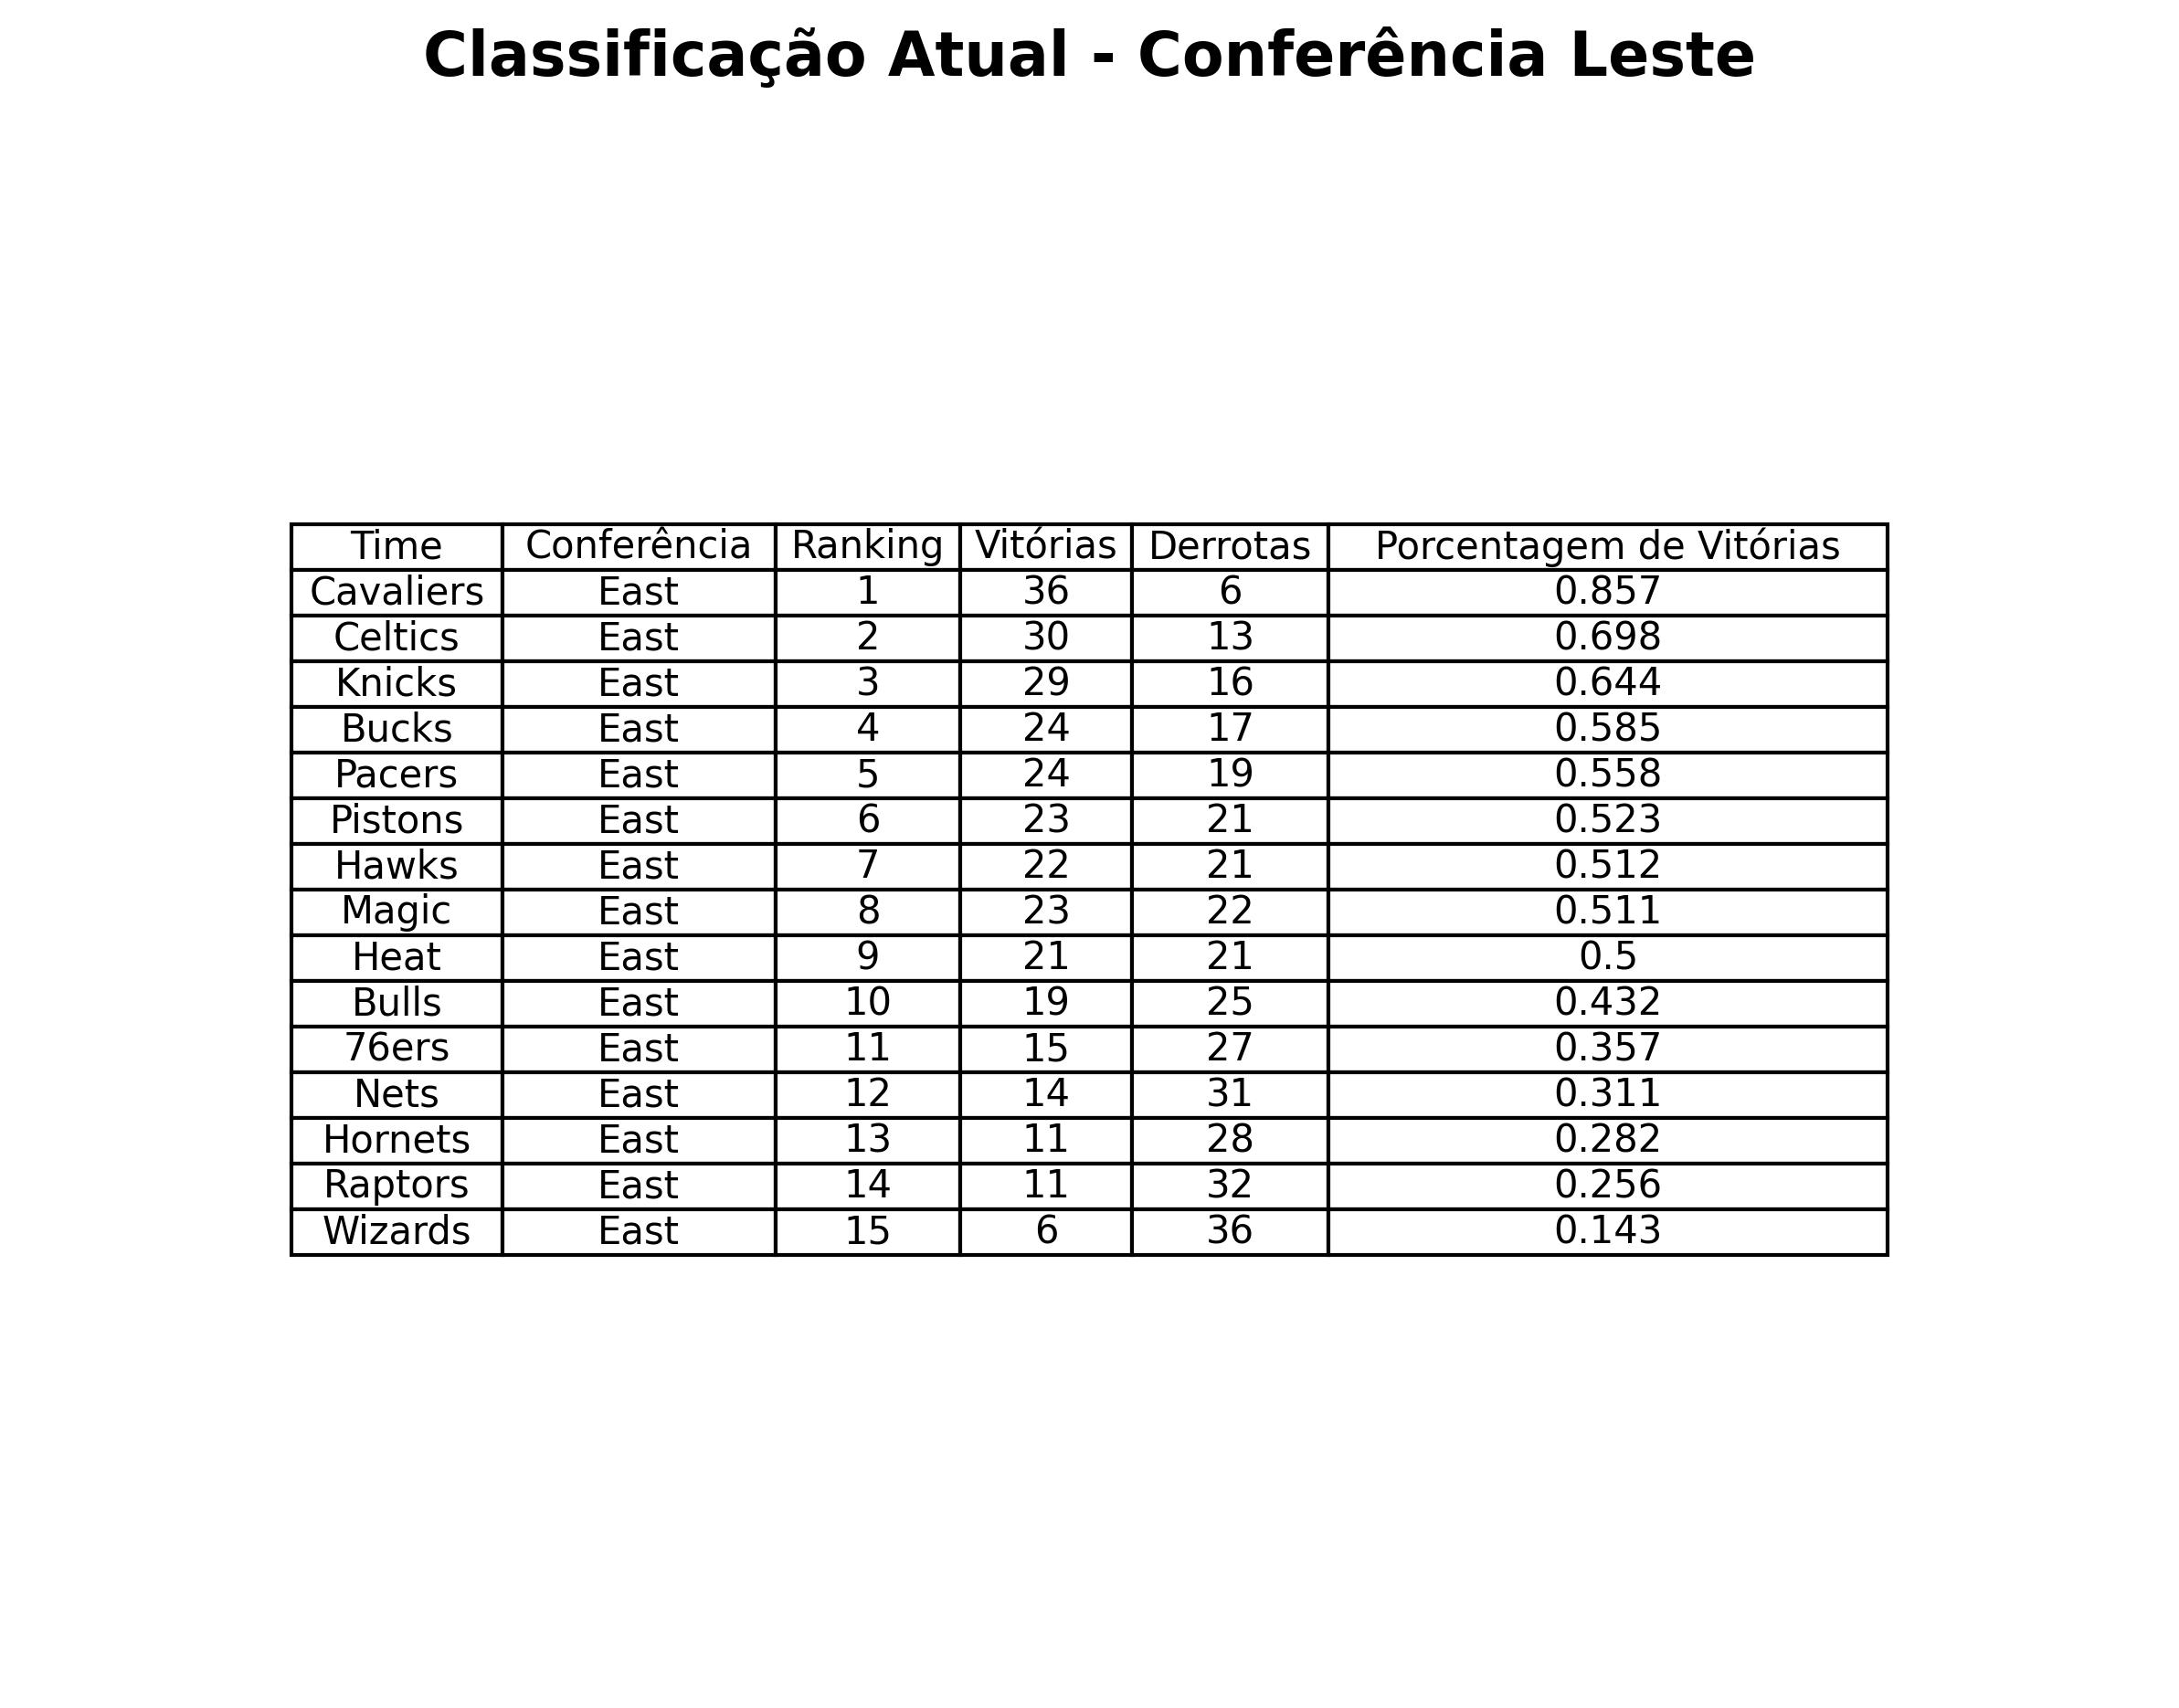 Classificação Atual - Conferência Leste
Time Conferência Ranking Vitórias Derrotas Porcentagem de Vitórias
Cavaliers East 1 36 6 0.857
Celtics East 2 30 13 0.698
Knicks East 3 29 16 0.644
Bucks East 4 24 17 0.585
Pacers East 5 24 19 0.558
Pistons East 6 23 21 0.523
Hawks East 7 22 21 0.512
Magic East 8 23 22 0.511
Heat East 9 21 21 0.5
Bulls East 10 19 25 0.432
76ers East 11 15 27 0.357
Nets East 12 14 31 0.311
Hornets East 13 11 28 0.282
Raptors East 14 11 32 0.256
Wizards East 15 6 36 0.143